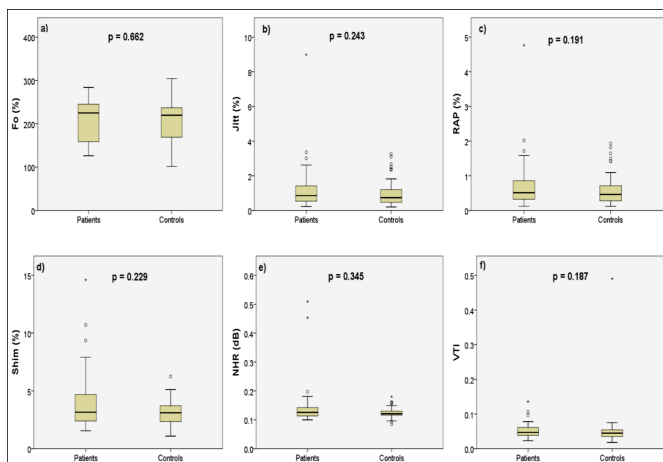 a)
p = 0.662
Fo (%)
400
300
200
100
0
Patients
Controls
b)
p = 0.243
Jitt (%)
10
8
6
4
2
0
Patients
Controls
c)
p = 0.191
RAP (%)
5
4
3
2
1
0
Patients
Controls
d)
p = 0.229
Shim (%)
15
10
5
0
Patients
Controls
e)
p = 0.345
NHR (dB)
0.6
0.5
0.4
0.3
0.2
0.1
0.0
Patients
Controls
f)
p = 0.187
VTI
0.5
0.4
0.3
0.2
0.1
0.0
Patients
Controls